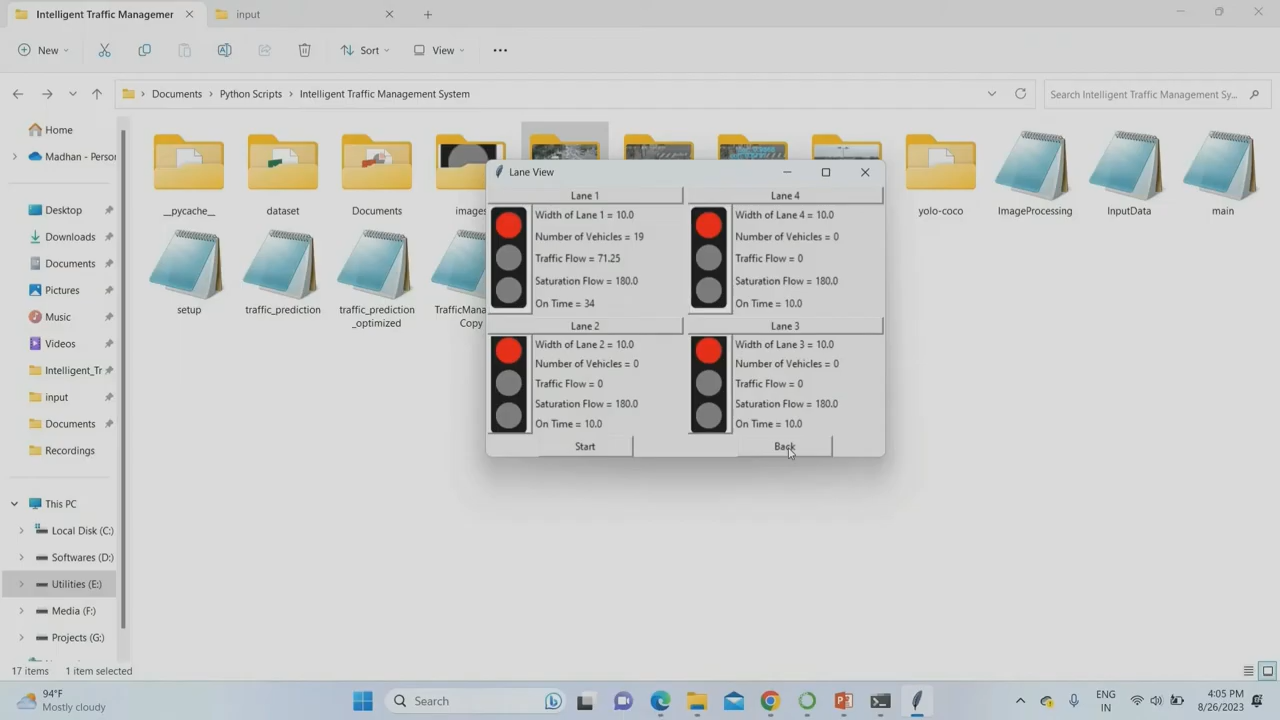 Intelligent Traffic Managemer
input
New
Sort
View
Documents
Python Scripts
Intelligent Traffic Management System
Search Intelligent Traffic Management Sy...
Home
Madhan - Persor
Desktop
Downloads
Documents
Pictures
Music
Videos
Intelligent_Tr
input
Documents
Recordings
This PC
Local Disk (C:)
Softwares (D:)
Utilities (E:)
Media (F:)
Projects (G:)
__pycache__
dataset
Documents
images
yolo-coco
ImageProcessing
InputData
main
setup
traffic_prediction
traffic_prediction
_optimized
TrafficMana
Copy
Lane View
Lane 1
Width of Lane 1 = 10.0
Number of Vehicles = 19
Traffic Flow = 71.25
Saturation Flow = 180.0
On Time = 34
Lane 4
Width of Lane 4 = 10.0
Number of Vehicles = 0
Traffic Flow = 0
Saturation Flow = 180.0
On Time = 10.0
Lane 2
Width of Lane 2 = 10.0
Number of Vehicles = 0
Traffic Flow = 0
Saturation Flow = 180.0
On Time = 10.0
Lane 3
Width of Lane 3 = 10.0
Number of Vehicles = 0
Traffic Flow = 0
Saturation Flow = 180.0
On Time = 10.0
Start
Back
17 items
1 item selected
94°F
Mostly cloudy
Search
ENG
IN
4:05 PM
8/26/2023